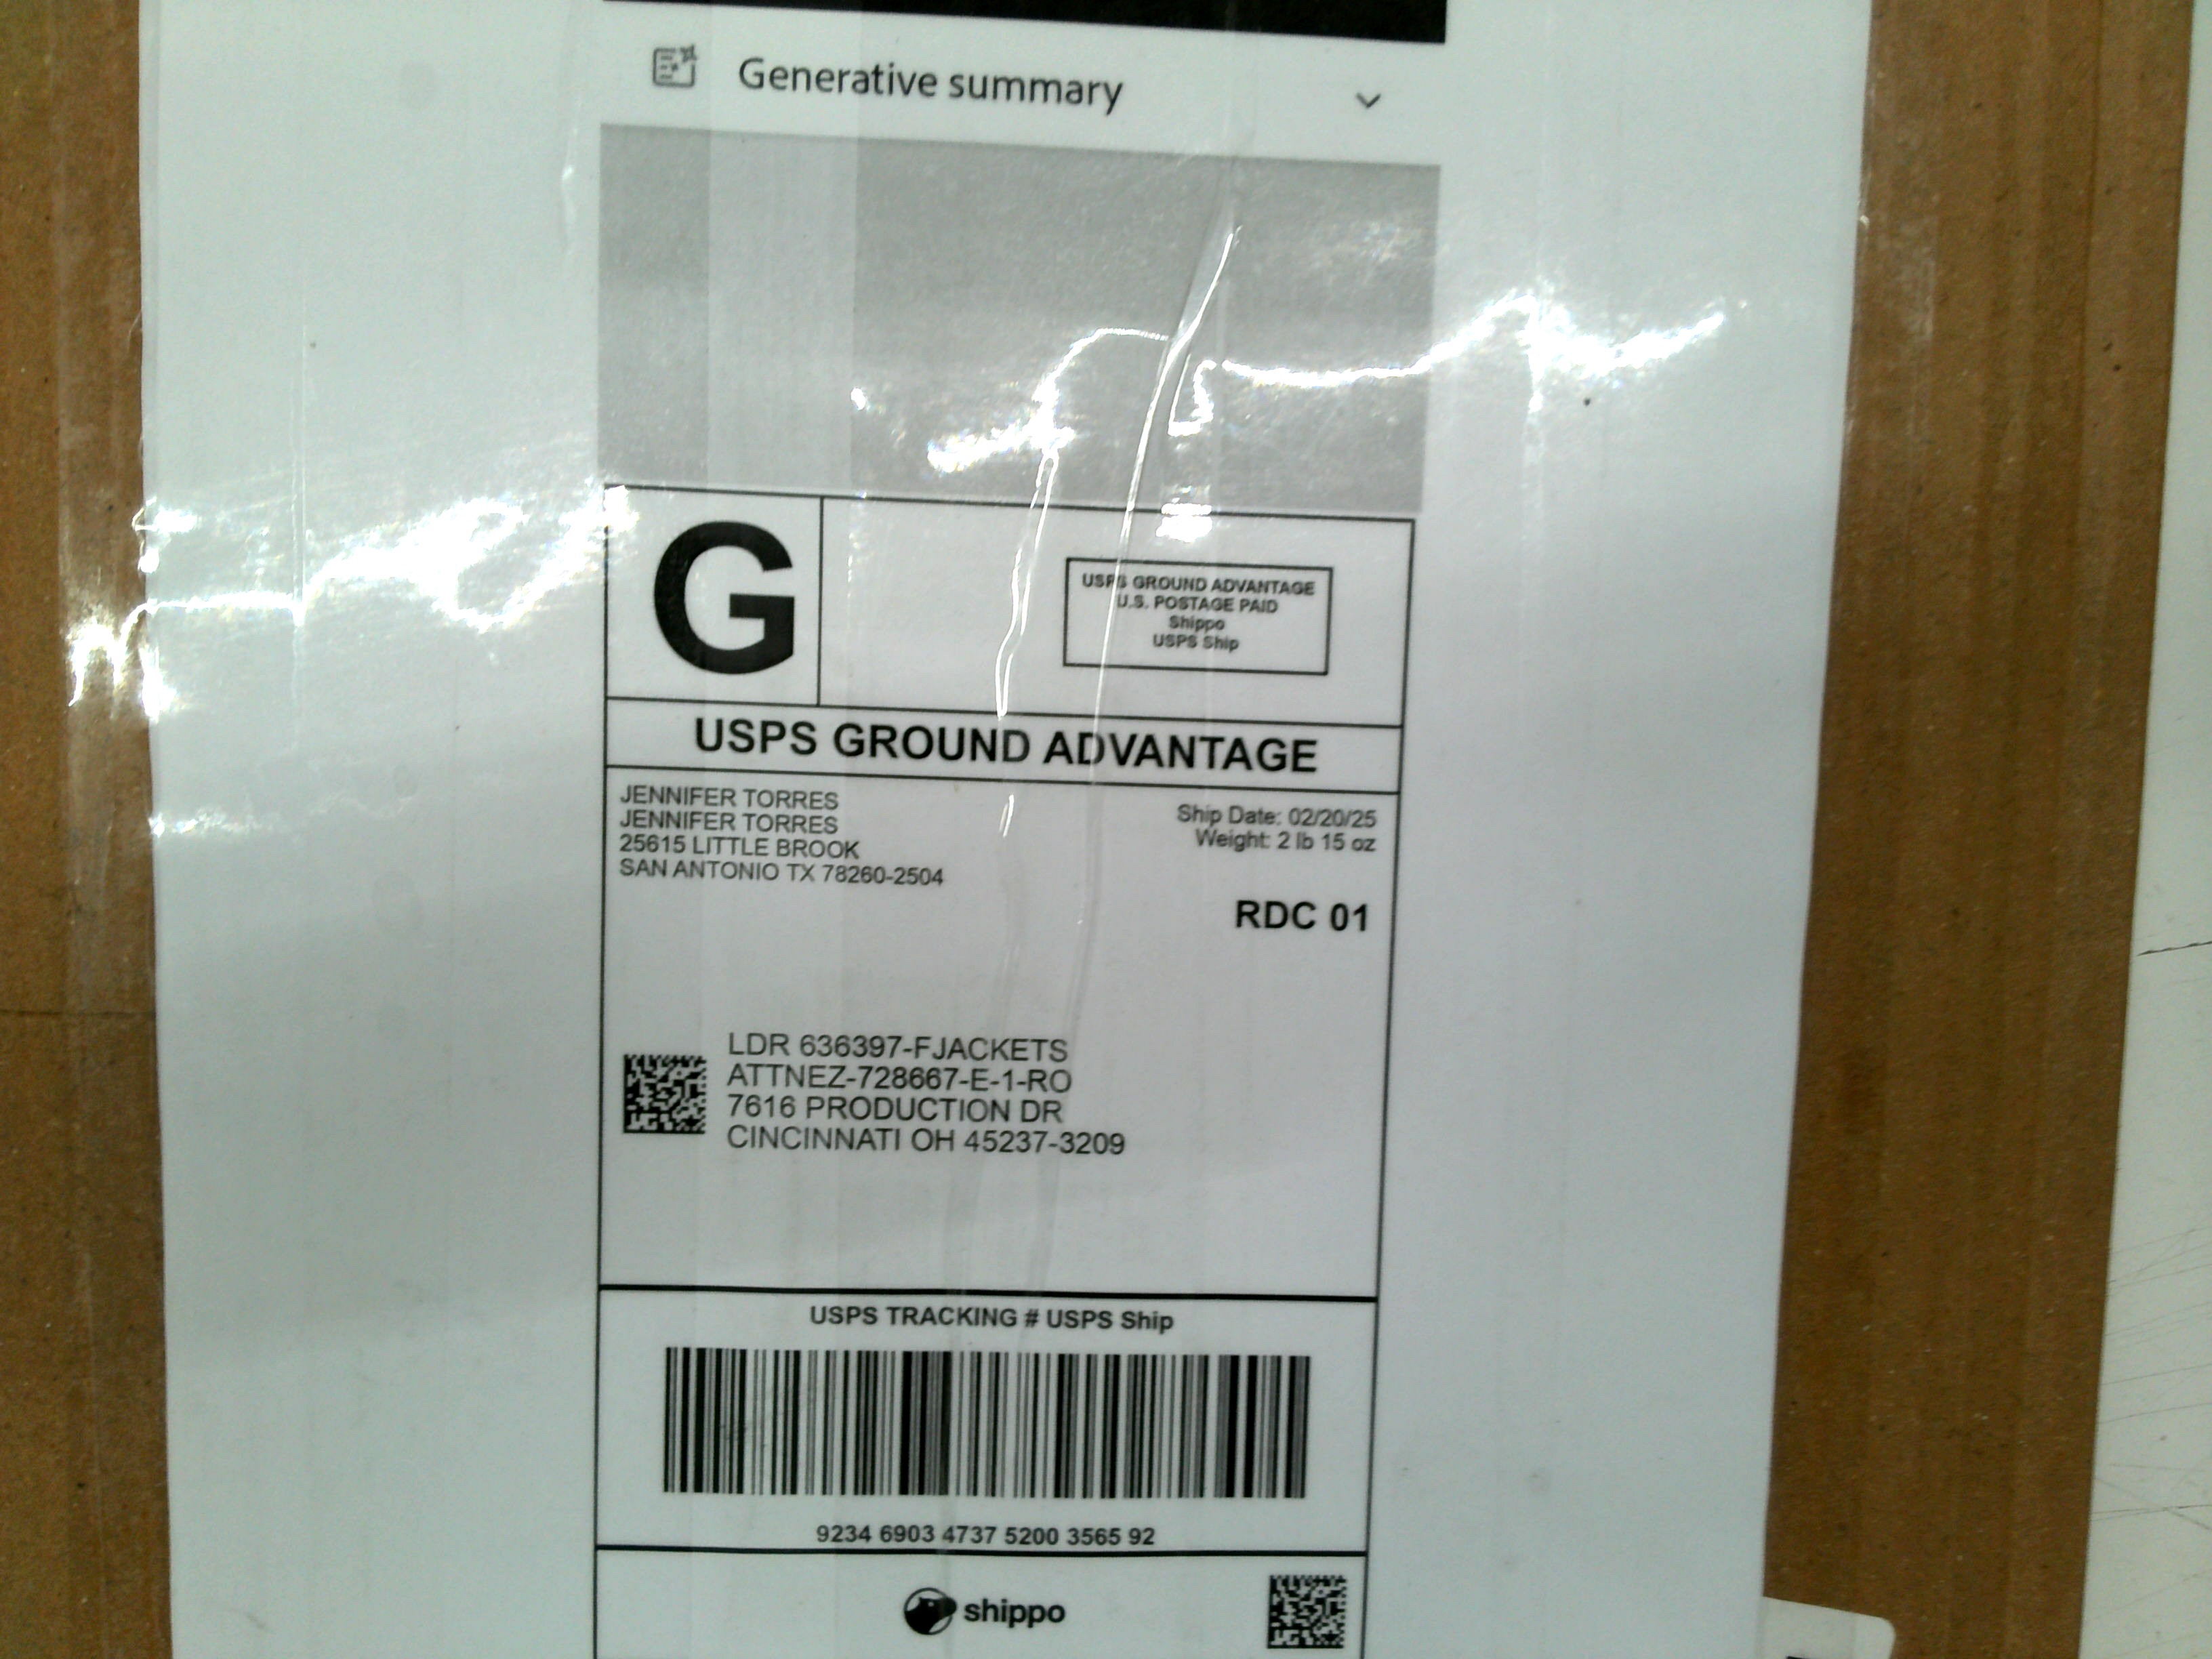 Generative summary
G
USPS GROUND ADVANTAGE
U.S. POSTAGE PAID
Shippo
USPS Ship
USPS GROUND ADVANTAGE
JENNIFER TORRES
JENNIFER TORRES
25615 LITTLE BROOK
SAN ANTONIO TX 78260-2504
Ship Date: 02/20/25
Weight: 2 lb 15 oz
RDC 01
LDR 636397-FJACKETS
ATTNEZ-728667-E-1-RO
7616 PRODUCTION DR
CINCINNATI OH 45237-3209
USPS TRACKING # USPS Ship
9234 6903 4737 5200 3565 92
shippo